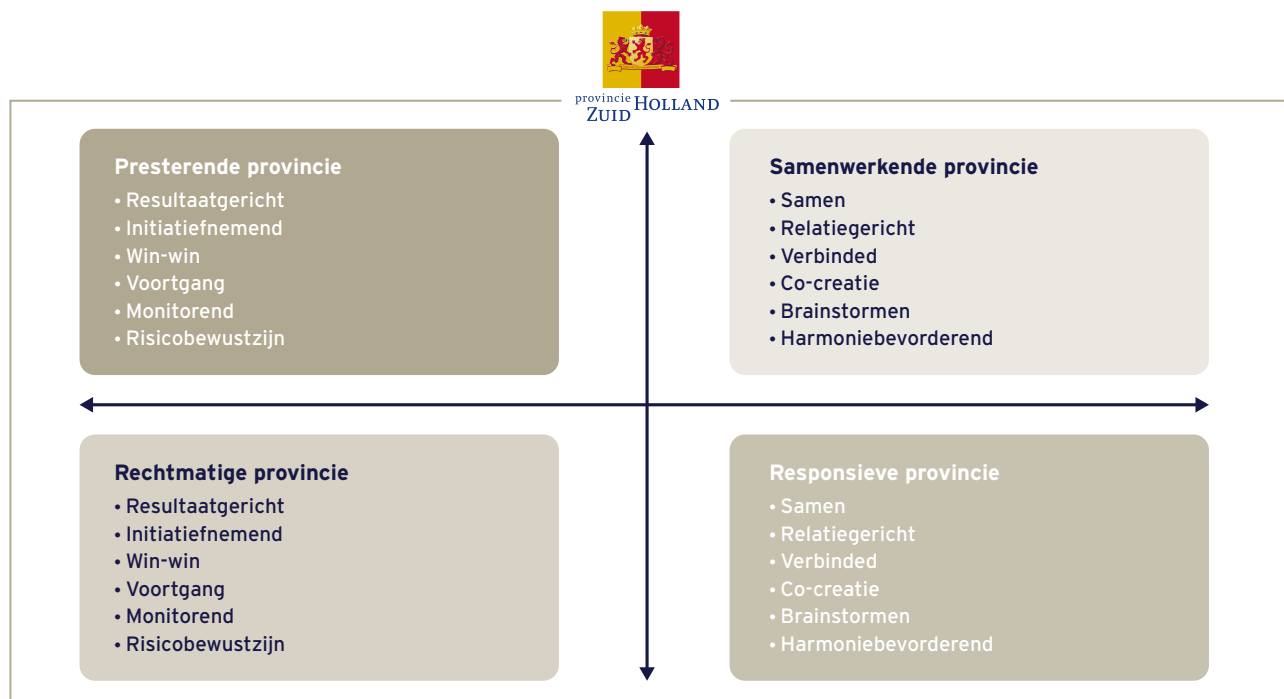 provincie HOLLAND
ZUID
Presterende provincie
• Resultaatgericht
• Initiatiefnemend
• Win-win
• Voortgang
• Monitorend
• Risicobewustzijn
Samenwerkende provincie
• Samen
• Relatiegericht
• Verbinded
• Co-creatie
• Brainstormen
• Harmoniebevorderend
Rechtmatige provincie
• Resultaatgericht
• Initiatiefnemend
• Win-win
• Voortgang
• Monitorend
• Risicobewustzijn
Responsieve provincie
• Samen
• Relatiegericht
• Verbinded
• Co-creatie
• Brainstormen
• Harmoniebevorderend